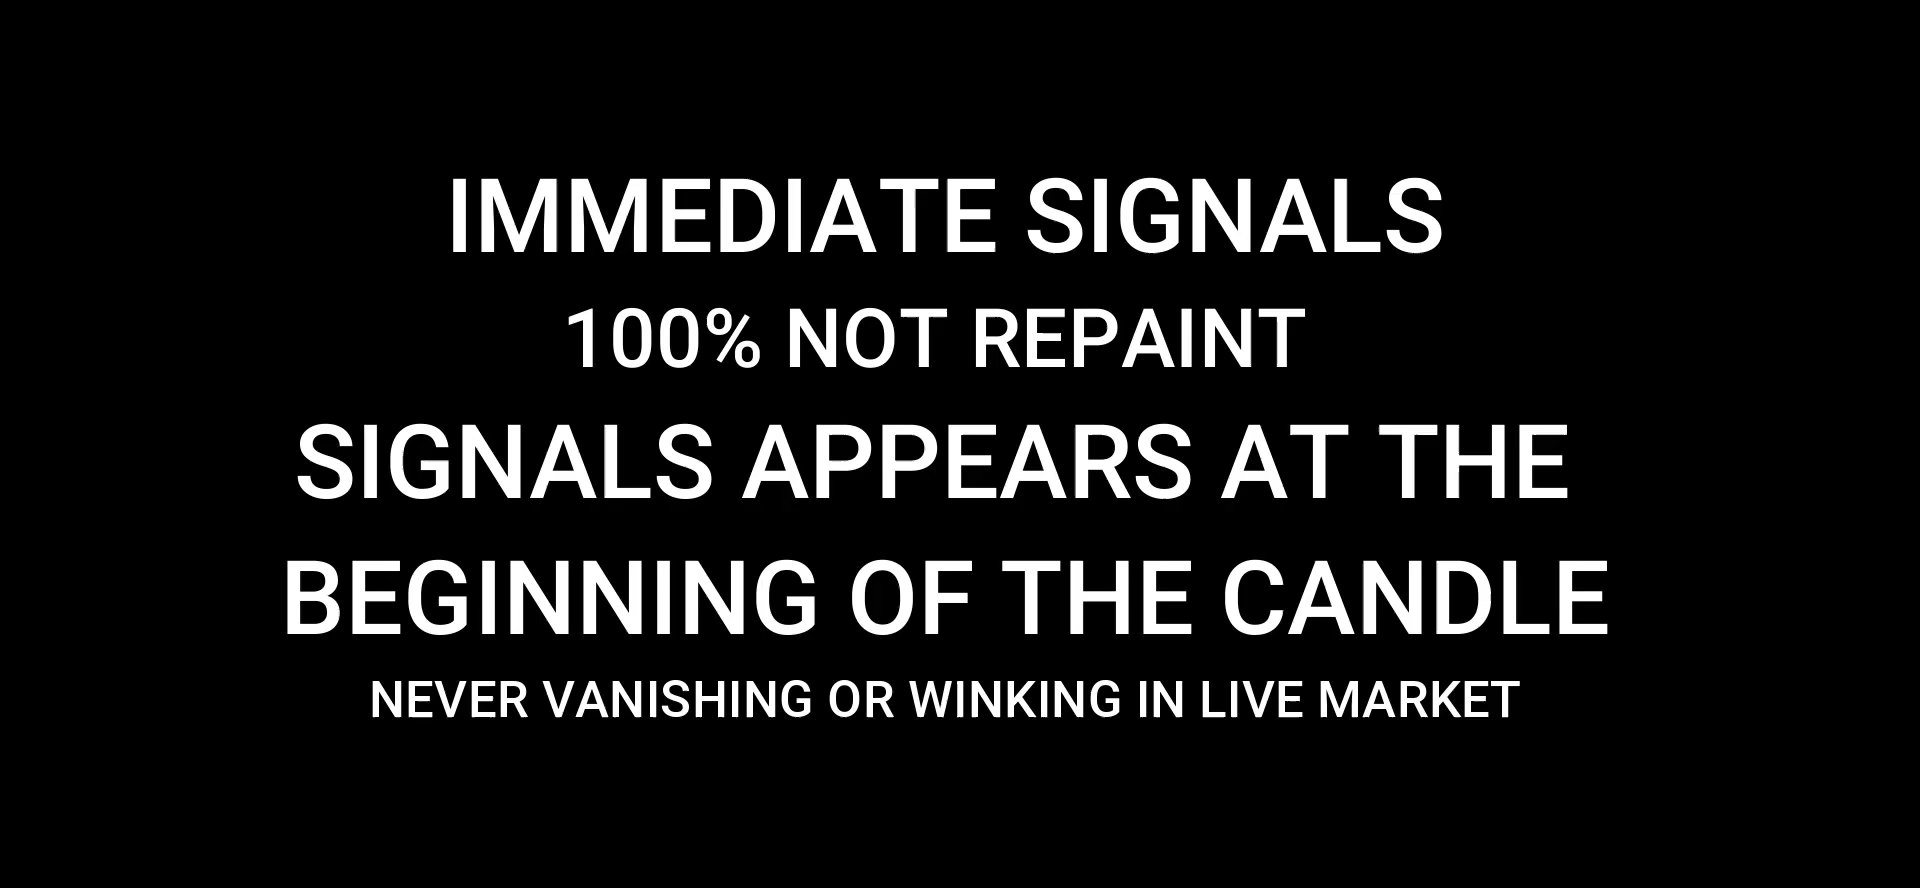 IMMEDIATE SIGNALS
100% NOT REPAINT
SIGNALS APPEARS AT THE
BEGINNING OF THE CANDLE
NEVER VANISHING OR WINKING IN LIVE MARKET